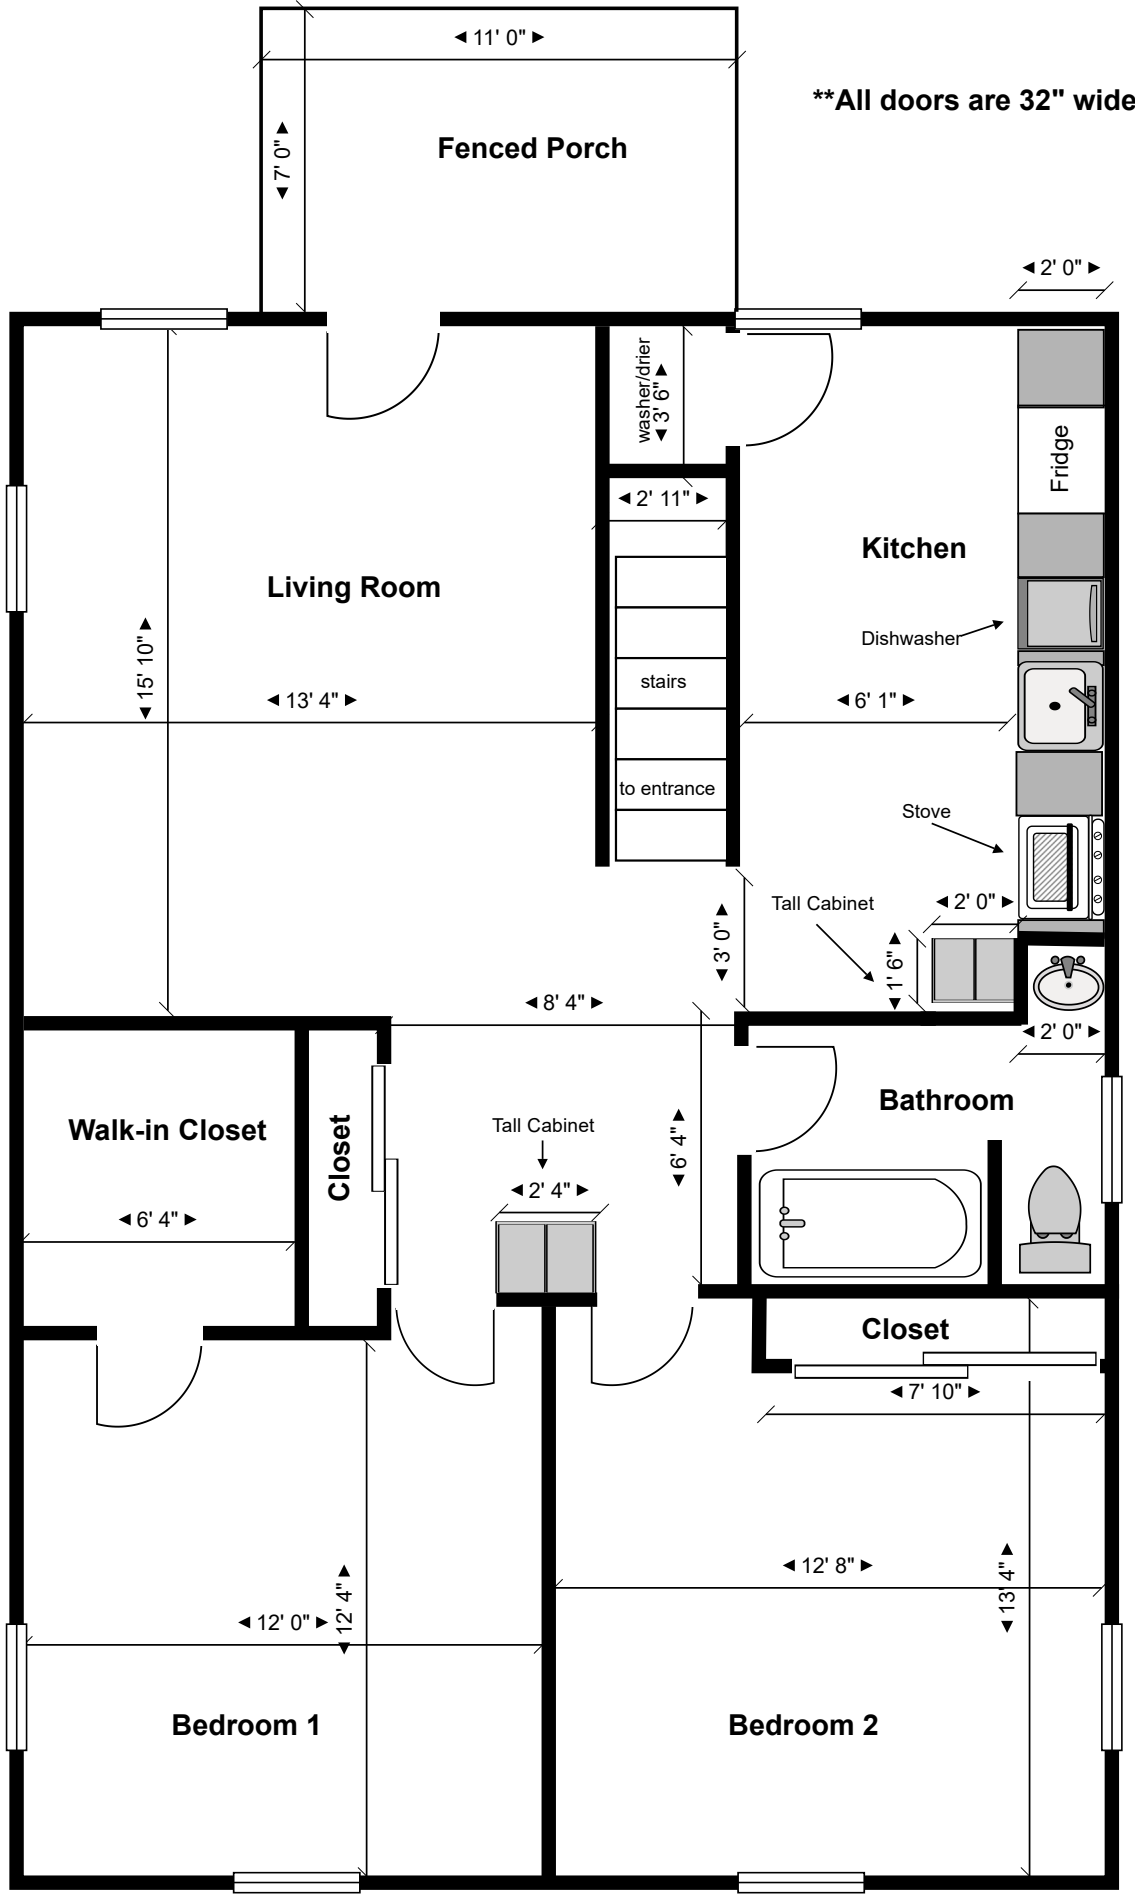 ◄ 11' 0" ►
**All doors are 32" wide
◄ 7' 0" ►
Fenced Porch
◄ 2' 0" ►
washer/drier
◄ 3' 6" ►
Fridge
◄ 2' 11" ►
Kitchen
Living Room
Dishwasher
◄ 15' 10" ►
stairs
◄ 13' 4" ►
◄ 6' 1" ►
to entrance
Stove
Tall Cabinet
◄ 2' 0" ►
◄ 3' 0" ►
◄ 1' 6" ►
◄ 8' 4" ►
◄ 2' 0" ►
Bathroom
Walk-in Closet
Closet
Tall Cabinet
◄ 6' 4" ►
◄ 2' 4" ►
◄ 6' 4" ►
Closet
◄ 7' 10" ►
◄ 12' 8" ►
◄ 13' 4" ►
◄ 12' 0" ►
◄ 12' 4" ►
Bedroom 1
Bedroom 2